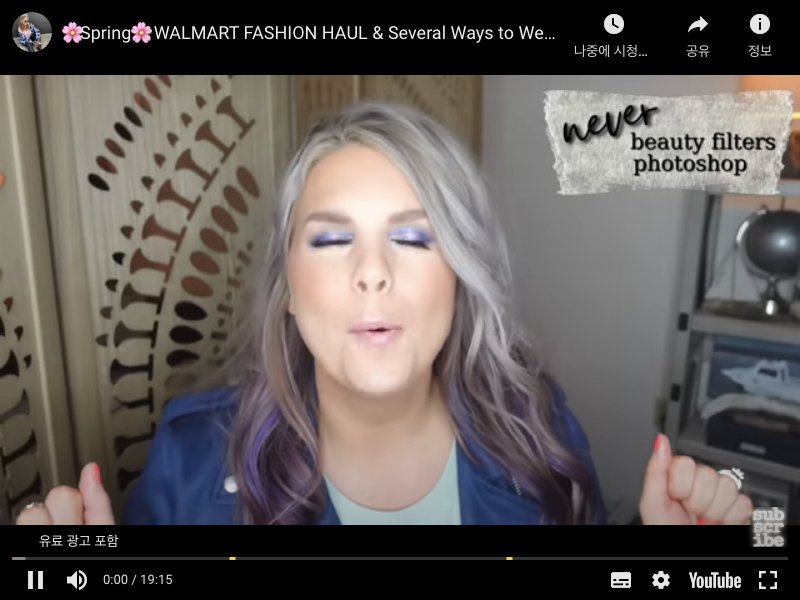 🌸Spring🌸WALMART FASHION HAUL & Several Ways to We...
나중에 시청...
공유
정보
never
beauty filters
photoshop
sub
scr
ibe
유료 광고 포함
0:00 / 19:15
YouTube